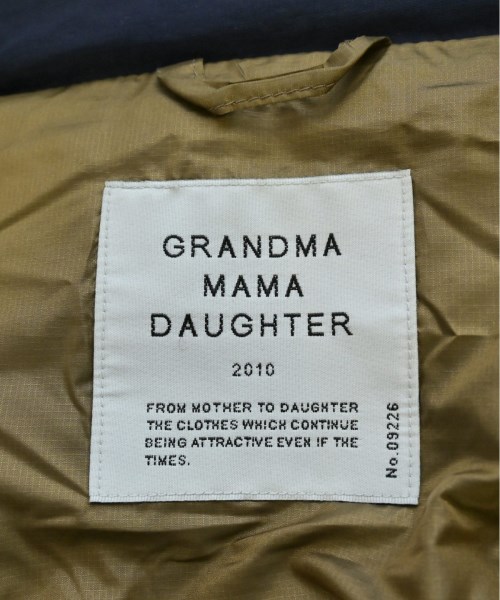 GRANDMA
MAMA
DAUGHTER
2010
FROM MOTHER TO DAUGHTER
THE CLOTHES WHICH CONTINUE
BEING ATTRACTIVE EVEN IF THE
TIMES.
No.09226